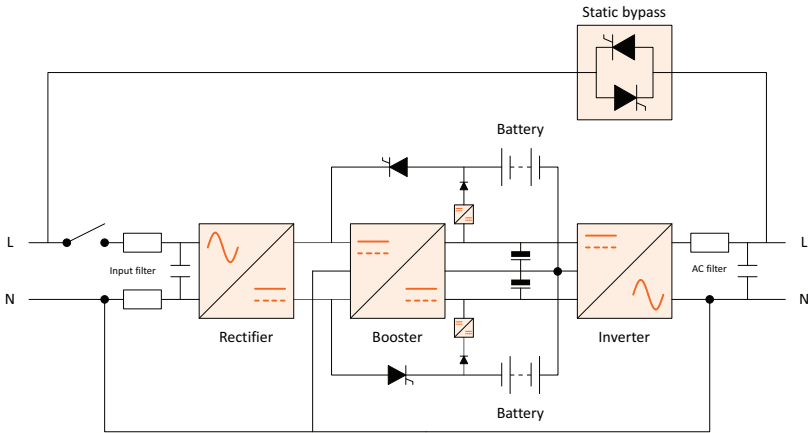 Static bypass
Battery
L
L
Input filter
AC filter
N
N
Rectifier
Booster
Inverter
Battery